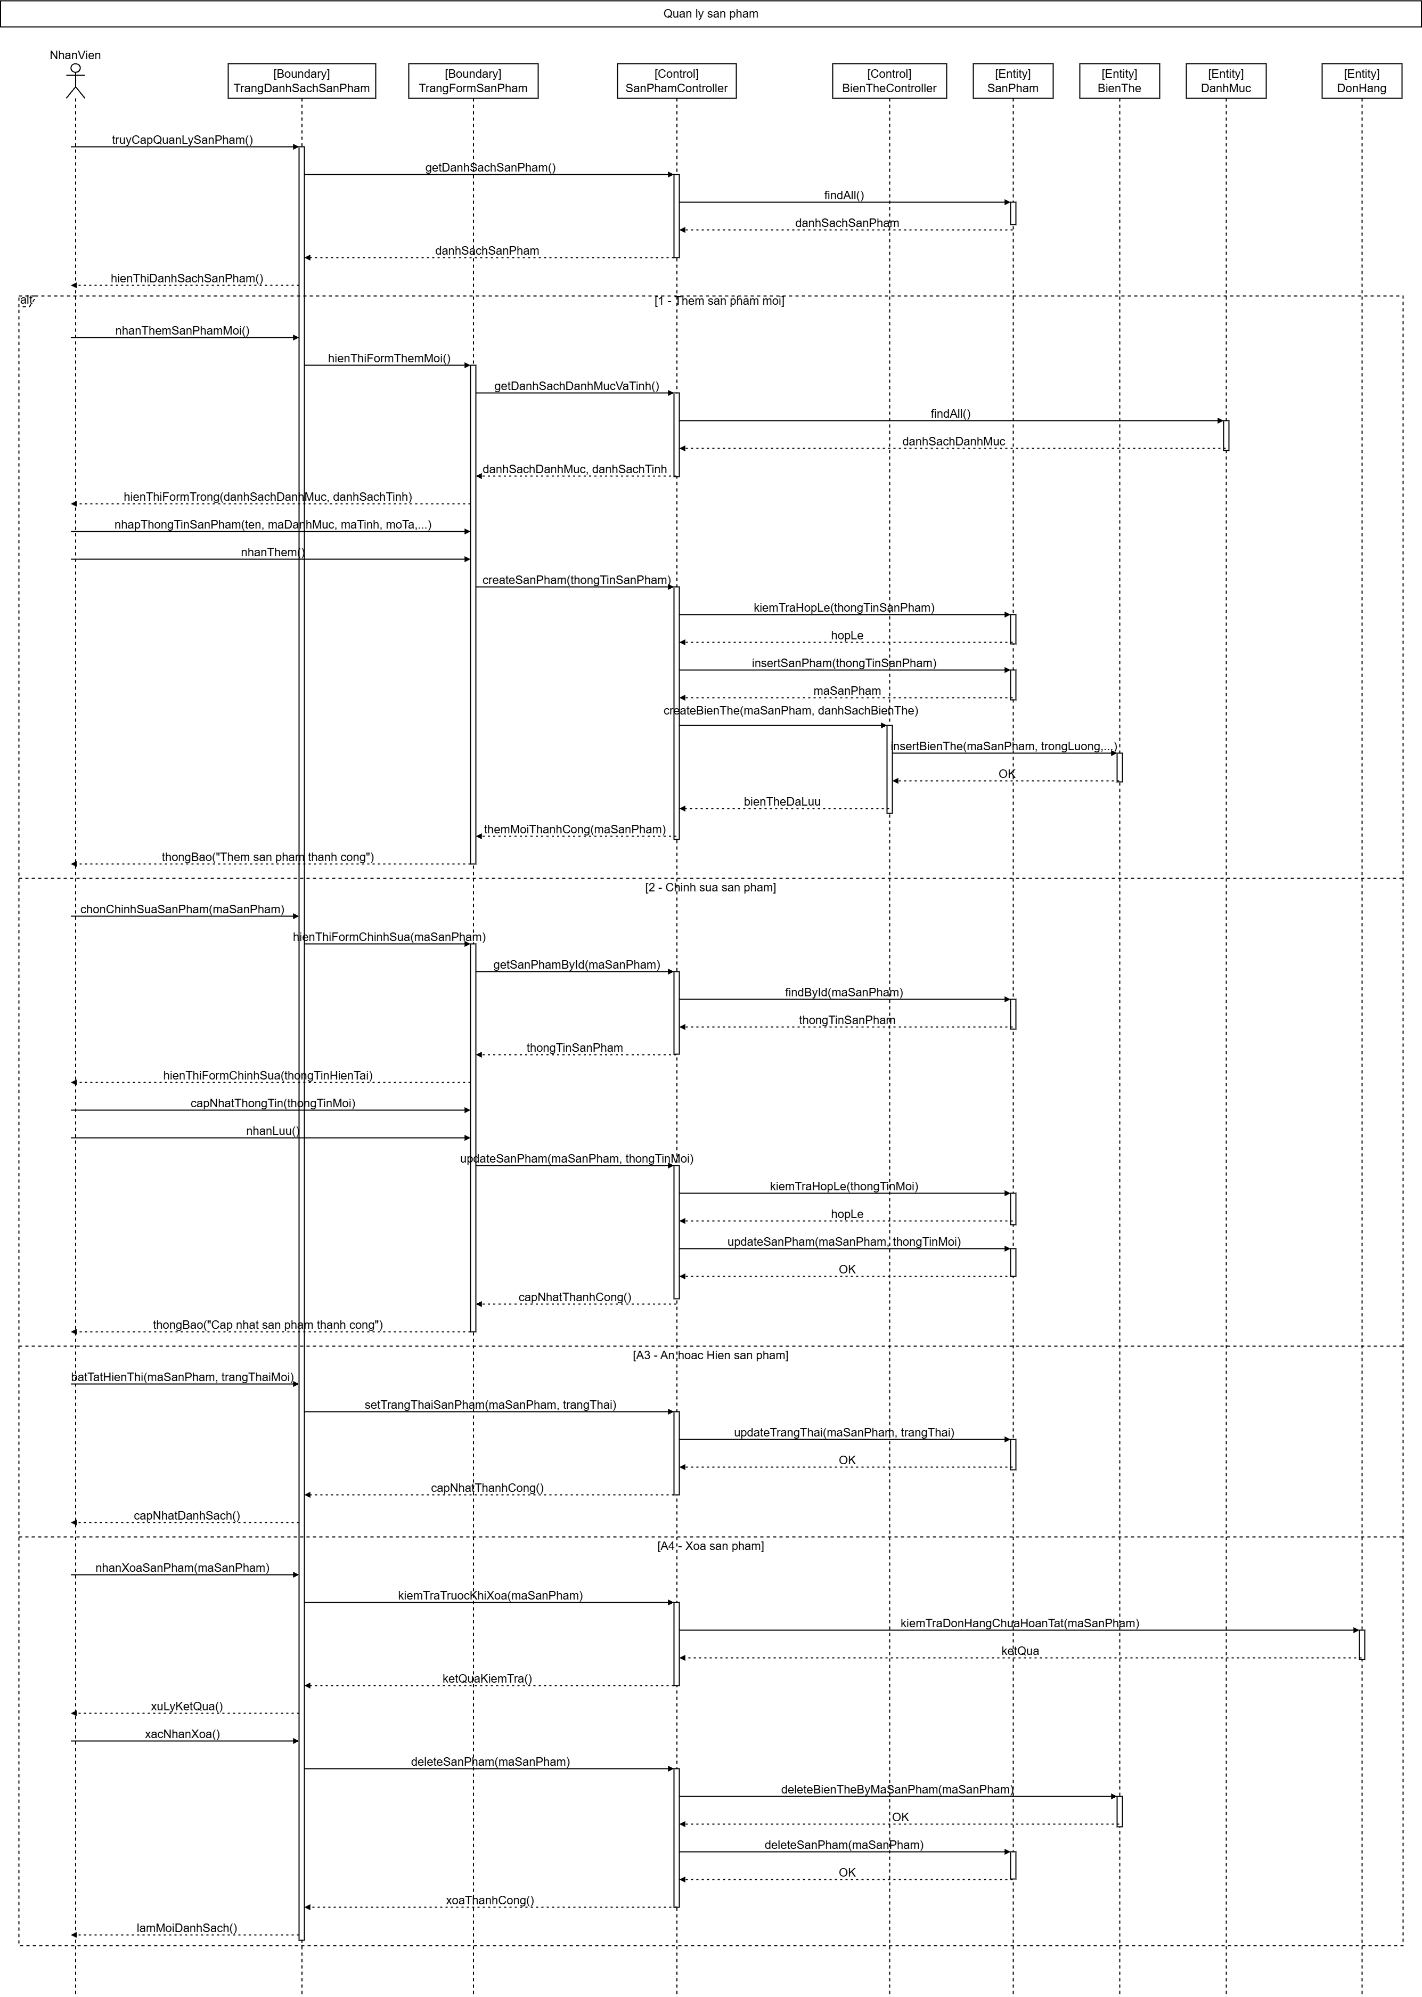 Quan ly san pham
NhanVien
[Boundary]
TrangDanhSachSanPham
[Boundary]
TrangFormSanPham
[Control]
SanPhamController
[Control]
BienTheController
[Entity]
SanPham
[Entity]
BienThe
[Entity]
DanhMuc
[Entity]
DonHang
truyCapQuanLySanPham()
getDanhSachSanPham()
findAll()
danhSachSanPham
danhSachSanPham
hienThiDanhSachSanPham()
alt
[1 - Them san pham moi]
nhanThemSanPhamMoi()
hienThiFormThemMoi()
getDanhSachDanhMucVaTinh()
findAll()
danhSachDanhMuc
danhSachDanhMuc, danhSachTinh
hienThiFormTrong(danhSachDanhMuc, danhSachTinh)
nhapThongTinSanPham(ten, maDanhMuc, maTinh, moTa,...)
nhanThem()
createSanPham(thongTinSanPham)
kiemTraHopLe(thongTinSanPham)
hopLe
insertSanPham(thongTinSanPham)
maSanPham
createBienThe(maSanPham, danhSachBienThe)
insertBienThe(maSanPham, trongLuong,...)
OK
bienTheDaLuu
themMoiThanhCong(maSanPham)
thongBao("Them san pham thanh cong")
[2 - Chinh sua san pham]
chonChinhSuaSanPham(maSanPham)
hienThiFormChinhSua(maSanPham)
getSanPhamById(maSanPham)
findById(maSanPham)
thongTinSanPham
thongTinSanPham
hienThiFormChinhSua(thongTinHienTai)
capNhatThongTin(thongTinMoi)
nhanLuu()
updateSanPham(maSanPham, thongTinMoi)
kiemTraHopLe(thongTinMoi)
hopLe
updateSanPham(maSanPham, thongTinMoi)
OK
capNhatThanhCong()
thongBao("Cap nhat san pham thanh cong")
[A3 - An hoac Hien san pham]
batTatHienThi(maSanPham, trangThaiMoi)
setTrangThaiSanPham(maSanPham, trangThai)
updateTrangThai(maSanPham, trangThai)
OK
capNhatThanhCong()
capNhatDanhSach()
[A4 - Xoa san pham]
nhanXoaSanPham(maSanPham)
kiemTraTruocKhiXoa(maSanPham)
kiemTraDonHangChuaHoanTat(maSanPham)
ketQua
ketQuaKiemTra()
xuLyKetQua()
xacNhanXoa()
deleteSanPham(maSanPham)
deleteBienTheByMaSanPham(maSanPham)
OK
deleteSanPham(maSanPham)
OK
xoaThanhCong()
lamMoiDanhSach()